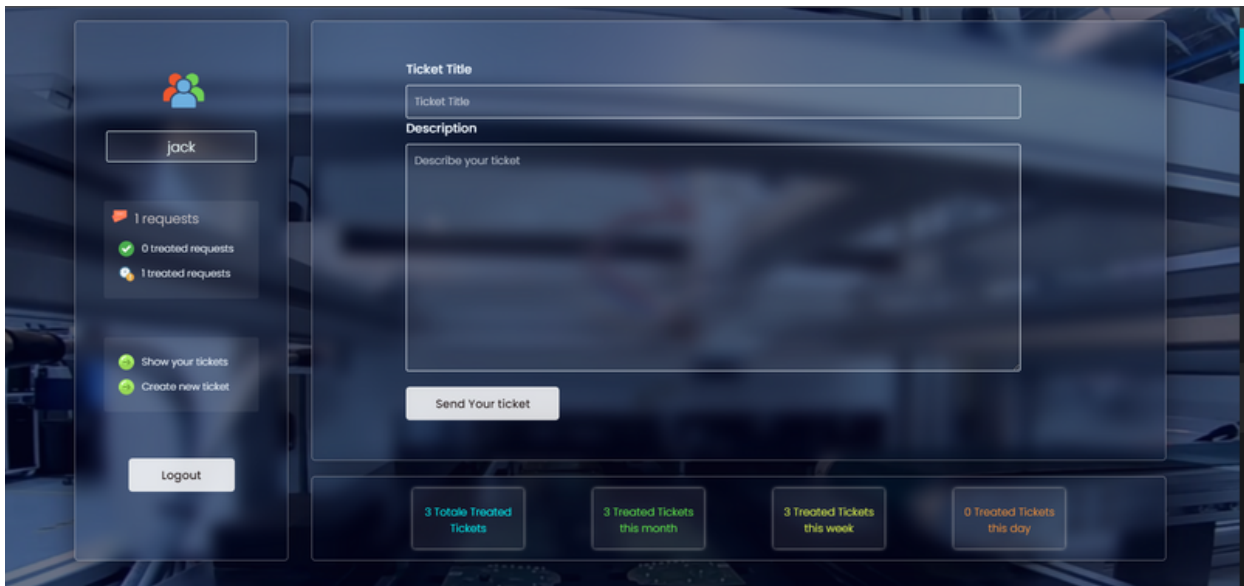 jack
1 requests
0 treated requests
1 treated requests
Show your tickets
Create new ticket
Logout
Ticket Title
Ticket Title
Description
Describe your ticket
Send Your ticket
3 Totale Treated
Tickets
3 Treated Tickets
this month
3 Treated Tickets
this week
0 Treated Tickets
this day